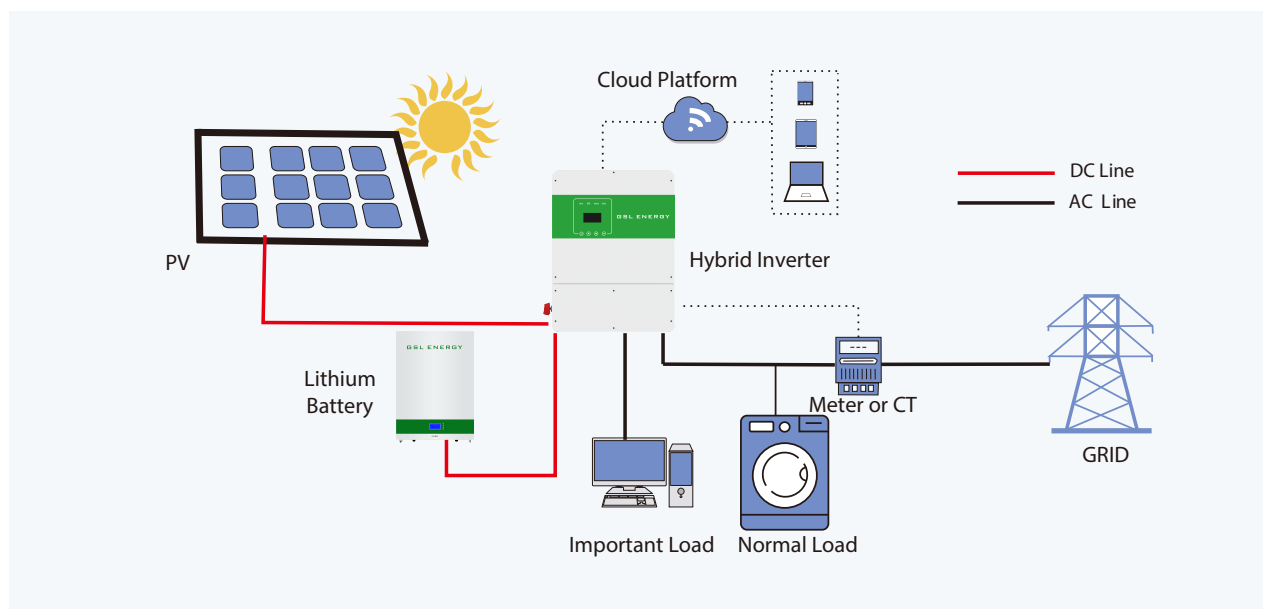 Cloud Platform
DC Line
AC Line
GSL ENERGY
Hybrid Inverter
PV
GSL ENERGY
Lithium
Battery
Meter or CT
GRID
Important Load
Normal Load